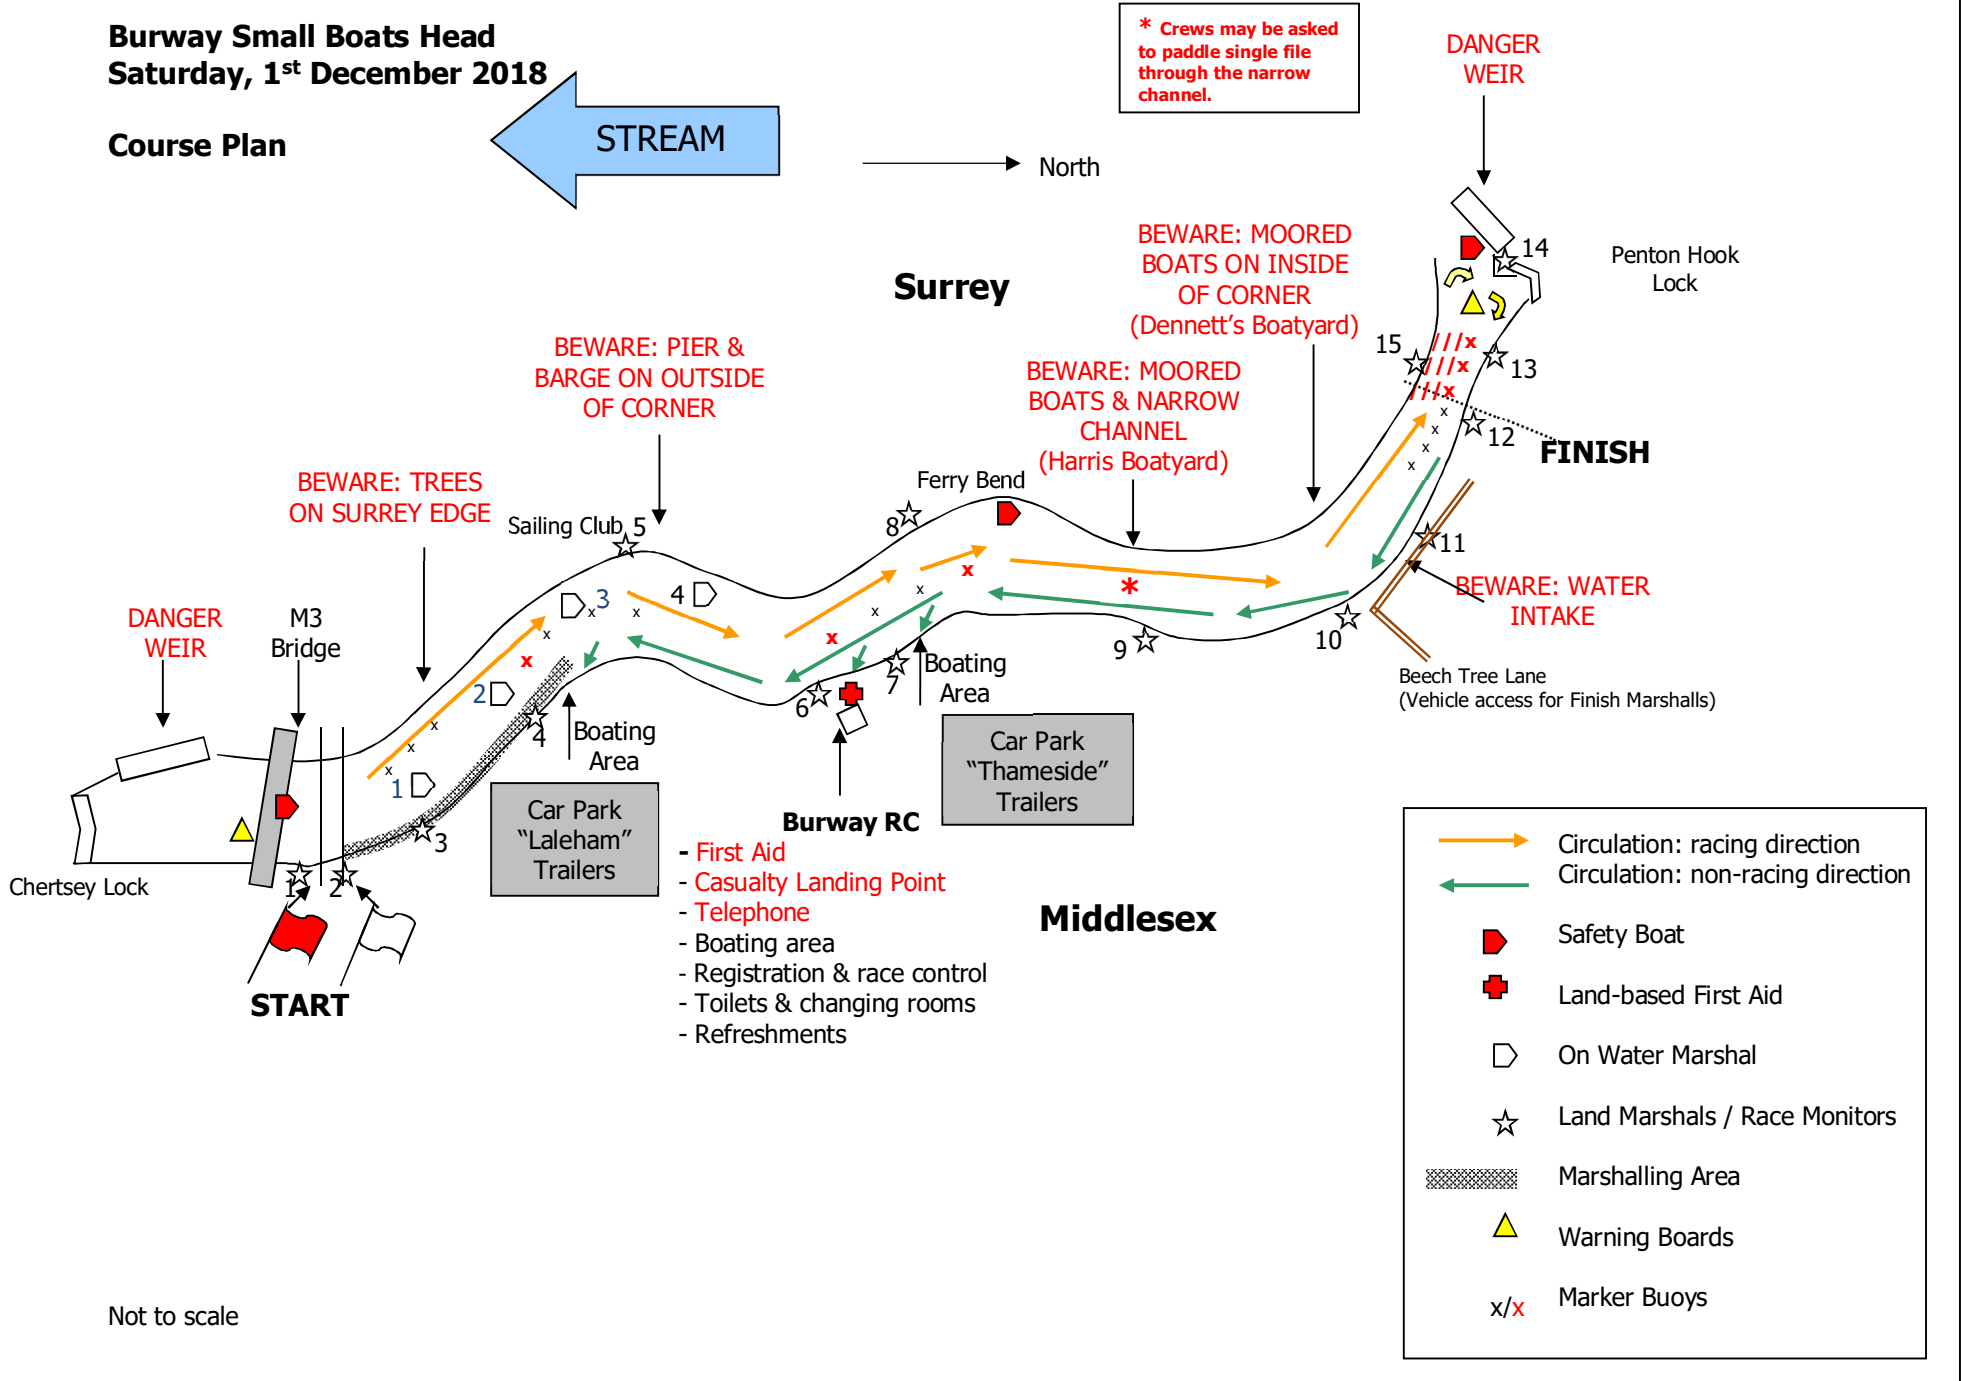 Burway Small Boats Head
Saturday, 1st December 2018
Course Plan
STREAM
North
* Crews may be asked
to paddle single file
through the narrow
channel.
DANGER
WEIR
14
Penton Hook
Lock
Surrey
BEWARE: MOORED
BOATS ON INSIDE
OF CORNER
(Dennett’s Boatyard)
BEWARE: PIER &
BARGE ON OUTSIDE
OF CORNER
BEWARE: MOORED
BOATS & NARROW
CHANNEL
(Harris Boatyard)
15
///x
///x
///x
13
12
FINISH
x
x
x
x
BEWARE: TREES
ON SURREY EDGE
Sailing Club
5
Ferry Bend
8
11
BEWARE: WATER
INTAKE
DANGER
WEIR
M3
Bridge
3
4
x
x
x
x
x
x
x
x
*
2
x
x
x
1
6
7
9
10
Boating
Area
Boating
Area
4
3
Beech Tree Lane
(Vehicle access for Finish Marshalls)
Car Park
“Laleham”
Trailers
Car Park
“Thameside”
Trailers
Chertsey Lock
1
2
START
Burway RC
- First Aid
- Casualty Landing Point
- Telephone
- Boating area
- Registration & race control
- Toilets & changing rooms
- Refreshments
Middlesex
Circulation: racing direction
Circulation: non-racing direction
Safety Boat
Land-based First Aid
On Water Marshal
Land Marshals / Race Monitors
Marshalling Area
Warning Boards
x/x Marker Buoys
Not to scale